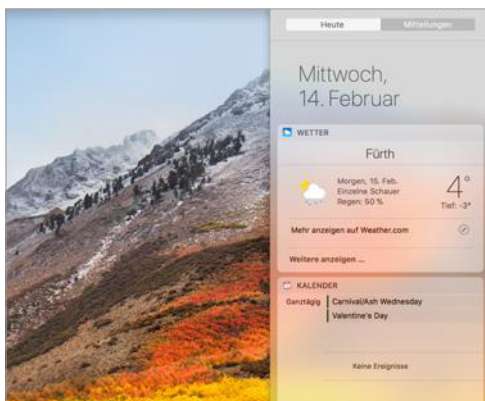 Heute
Mitteilungen
Mittwoch,
14. Februar
WETTER
Fürth
Morgen, 15. Feb.
Einzelne Schauer
Regen: 50 %
4°
Tief: -3°
Mehr anzeigen auf Weather.com
Weitere anzeigen ...
KALENDER
Ganztägig
Carnival/Ash Wednesday
Valentine's Day
Keine Ereignisse